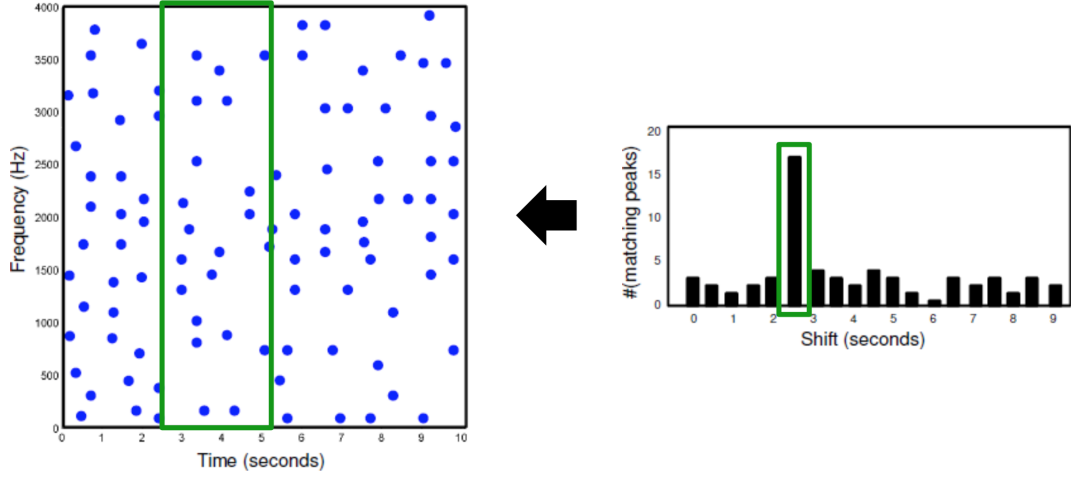 4000
3500
3000
2500
2000
1500
1000
500
0
Frequency (Hz)
0 1 2 3 4 5 6 7 8 9 10
Time (seconds)
20
15
10
5
0
#(matching peaks)
0 1 2 3 4 5 6 7 8 9
Shift (seconds)